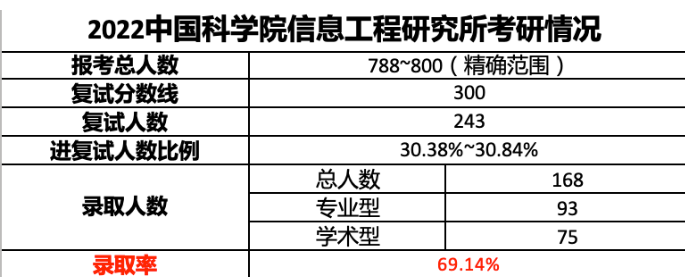 2022中国科学院信息工程研究所考研情况
报考总人数 788~800（精确范围）
复试分数线 300
复试人数 243
进复试人数比例 30.38%~30.84%
录取人数 总人数 168
专业型 93
学术型 75
录取率 69.14%